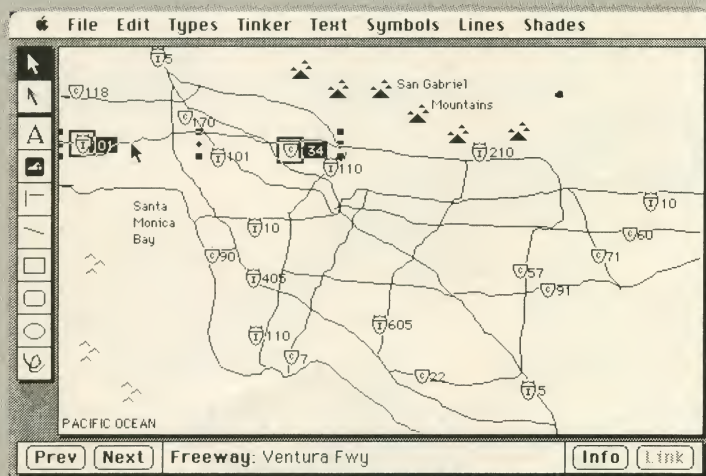 File Edit Types Tinker Text Symbols Lines Shades
I 5
C 118
San Gabriel
Mountains
C 170
I 01
I 101
C 34
I 110
I 210
A
Santa
Monica
Bay
I 10
I 10
C 60
C 90
C 71
I 405
C 57
C 91
I 110
I 605
C 7
C 22
I 5
PACIFIC OCEAN
Prev Next Freeway: Ventura Fwy Info Link